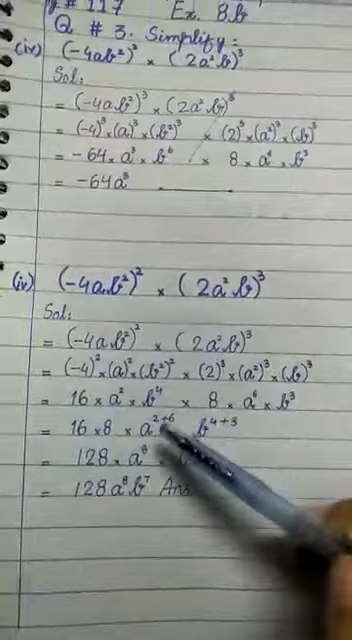 # 117 Ex. 8.b
Q # 3. Simplify:
(iv) (-4ab²)³ × (2a²b)³
Sol:
= (-4ab²)³ × (2a²b)³
= (-4)³×(a)³×(b²)³ × (2)³×(a²)³×(b)³
= -64 × a³ × b⁶ × 8 × a⁶ × b³
= -64a⁸
(iv) (-4ab²)² × (2a²b)³
Sol:
= (-4ab²)² × (2a²b)³
= (-4)²×(a)²×(b²)² × (2)³×(a²)³×(b)³
= 16 × a² × b⁴ × 8 × a⁶ × b³
= 16×8 × a²⁺⁶ b⁴⁺³
= 128 × a⁸
= 128a⁸b⁷ Ans